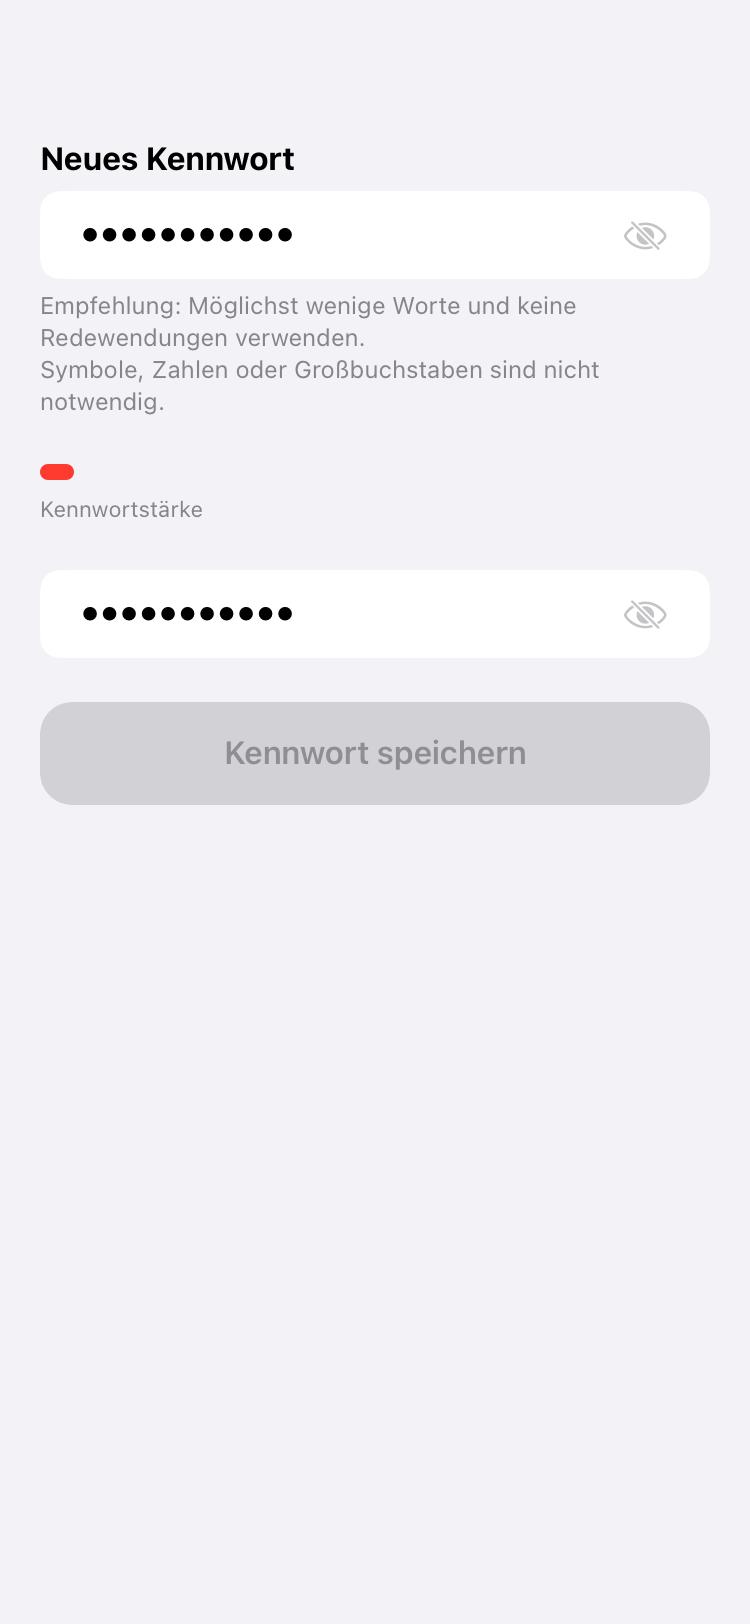 Neues Kennwort
●●●●●●●●●●●
Empfehlung: Möglichst wenige Worte und keine
Redewendungen verwenden.
Symbole, Zahlen oder Großbuchstaben sind nicht
notwendig.
Kennwortstärke
●●●●●●●●●●●
Kennwort speichern